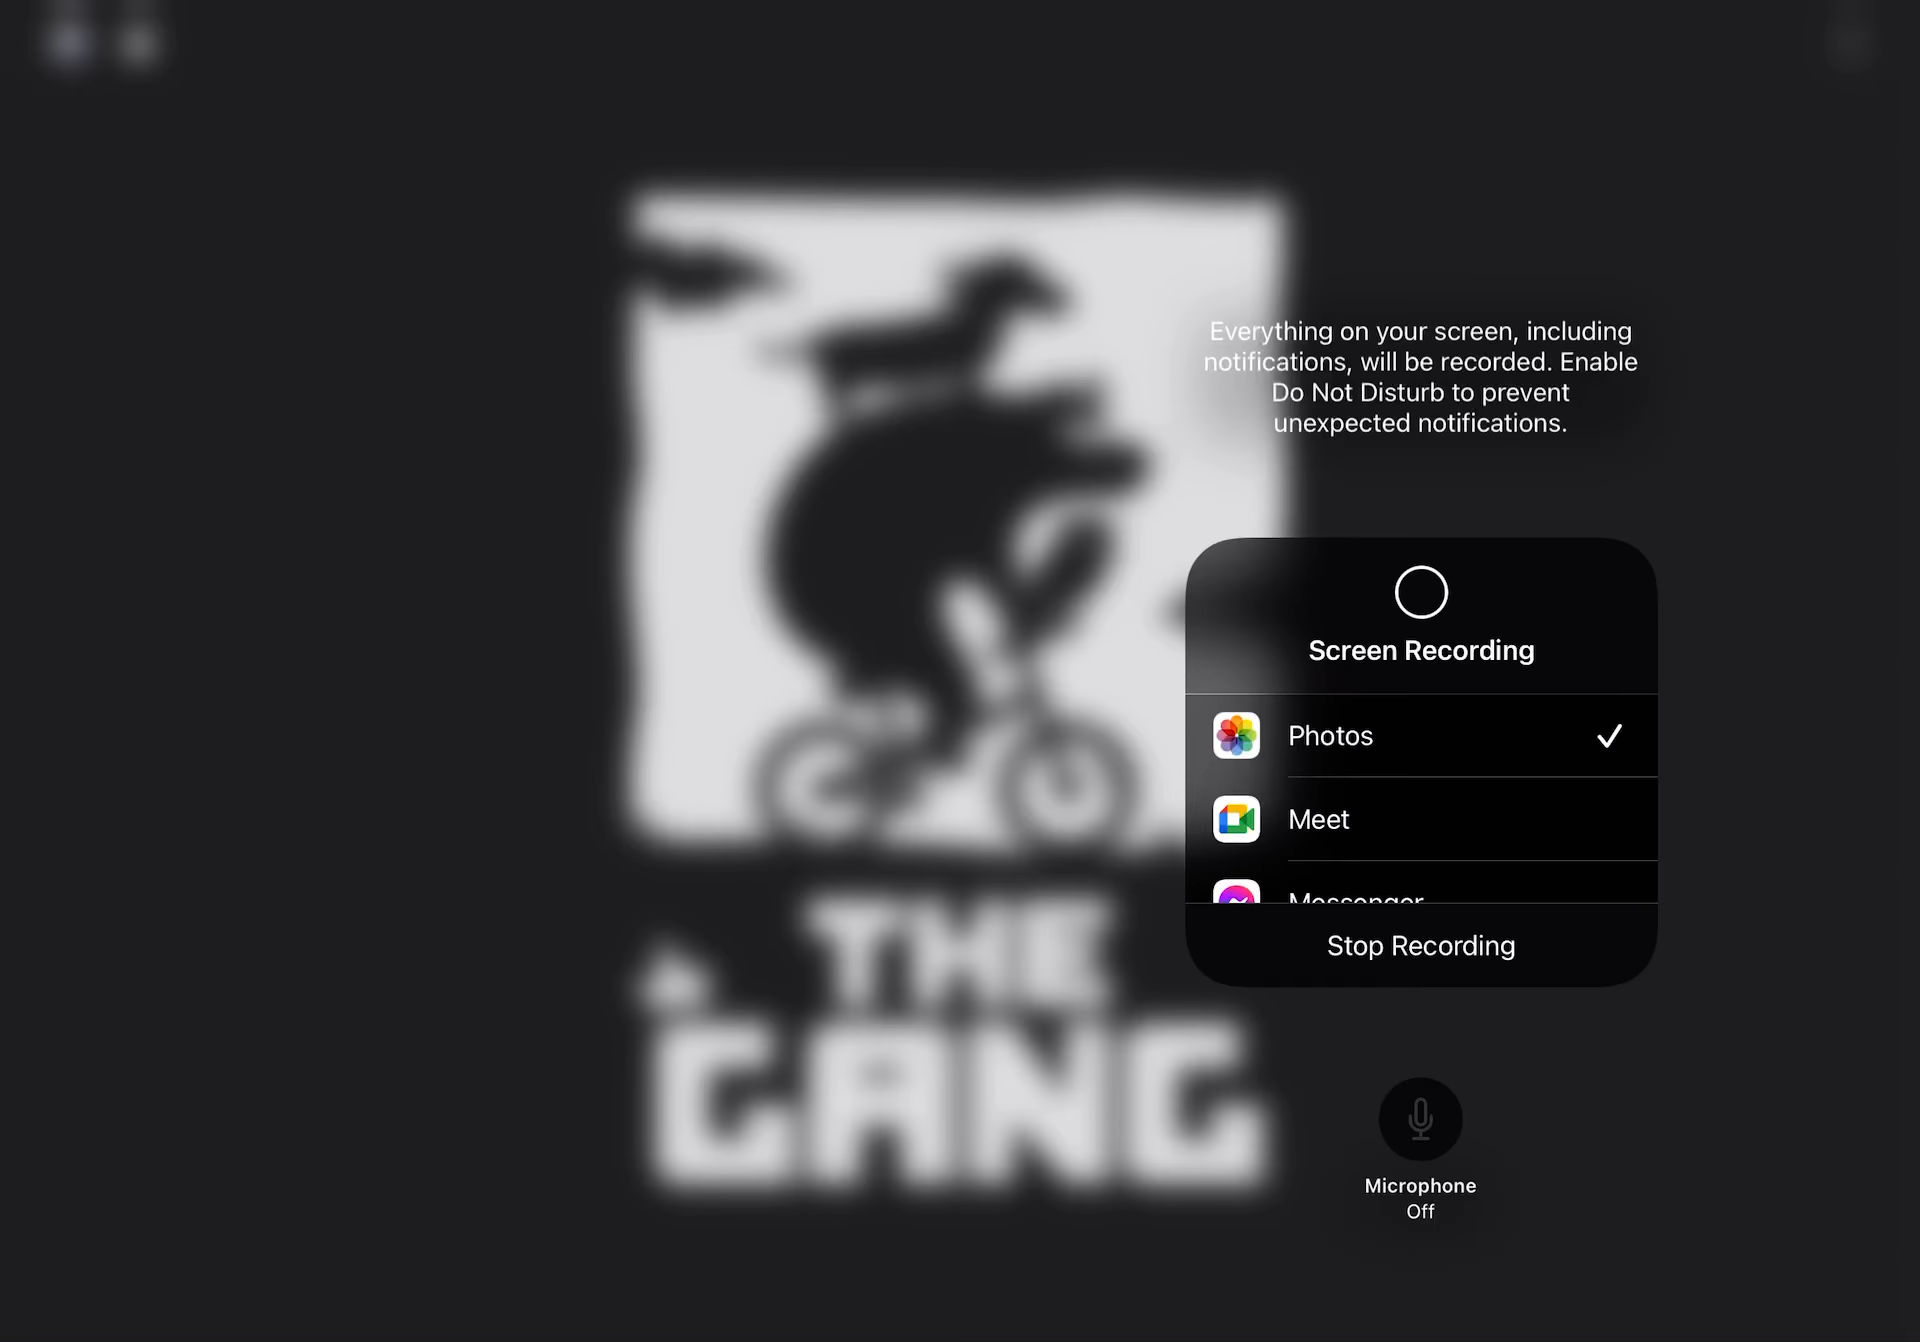 Everything on your screen, including
notifications, will be recorded. Enable
Do Not Disturb to prevent
unexpected notifications.
Screen Recording
Photos
Meet
Messenger
Stop Recording
THE
GANG
Microphone
Off